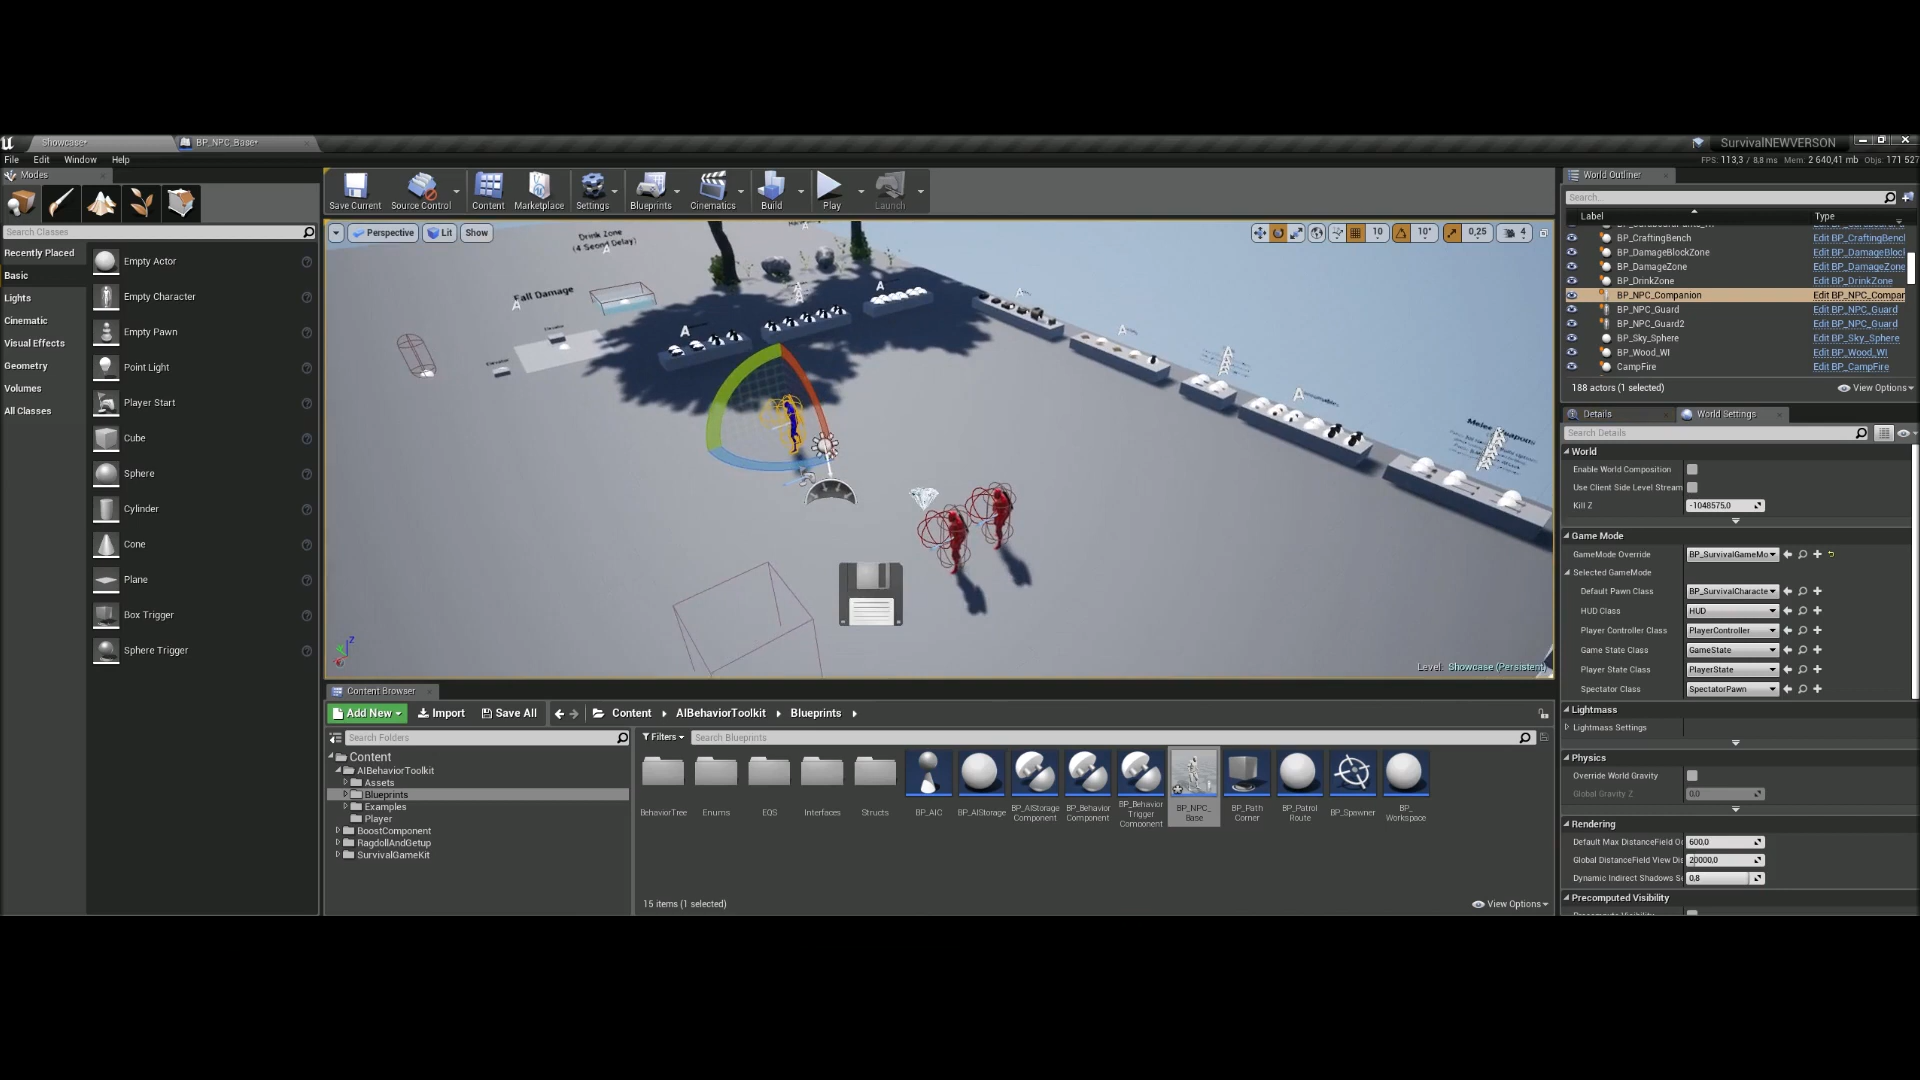 Showcase*
BP_NPC_Base*
SurvivalNEWVERSON
File Edit Window Help
FPS: 113,3 / 8.8 ms Mem: 2 640,41 mb Objs: 171 527
Modes
Search Classes
Recently Placed
Basic
Lights
Cinematic
Visual Effects
Geometry
Volumes
All Classes
Empty Actor
Empty Character
Empty Pawn
Point Light
Player Start
Cube
Sphere
Cylinder
Cone
Plane
Box Trigger
Sphere Trigger
Save Current
Source Control
Content
Marketplace
Settings
Blueprints
Cinematics
Build
Play
Launch
Perspective
Lit
Show
10
10°
0,25
4
Drink Zone
Fall Damage
Level: Showcase (Persistent)
World Outliner
Search...
Label Type
BP_CraftingBench Edit BP_CraftingBencl
BP_DamageBlockZone Edit BP_DamageBlocl
BP_DamageZone Edit BP_DamageZone
BP_DrinkZone Edit BP_DrinkZone
BP_NPC_Companion Edit BP_NPC_Compar
BP_NPC_Guard Edit BP_NPC_Guard
BP_NPC_Guard2 Edit BP_NPC_Guard
BP_Sky_Sphere Edit BP_Sky_Sphere
BP_Wood_WI Edit BP_Wood_WI
CampFire Edit BP_CampFire
188 actors (1 selected)
View Options
Details
World Settings
Search Details
World
Enable World Composition
Use Client Side Level Stream
Kill Z -1048575,0
Game Mode
GameMode Override BP_SurvivalGameMo
Selected GameMode
Default Pawn Class BP_SurvivalCharacte
HUD Class HUD
Player Controller Class PlayerController
Game State Class GameState
Player State Class PlayerState
Spectator Class SpectatorPawn
Lightmass
Lightmass Settings
Physics
Override World Gravity
Global Gravity Z 0.0
Rendering
Default Max DistanceField O 600,0
Global DistanceField View Di 20000,0
Dynamic Indirect Shadows S 0,8
Precomputed Visibility
Content Browser
Add New
Import
Save All
Content
AIBehaviorToolkit
Blueprints
Search Folders
Filters
Search Blueprints
Content
AIBehaviorToolkit
Assets
Blueprints
Examples
Player
BoostComponent
RagdollAndGetup
SurvivalGameKit
BehaviorTree
Enums
EQS
Interfaces
Structs
BP_AIC
BP_AIStorage
BP_AIStorage
Component
BP_Behavior
Component
BP_Behavior
Trigger
Component
BP_NPC_
Base
BP_Path
Corner
BP_Patrol
Route
BP_Spawner
BP_
Workspace
15 items (1 selected)
View Options